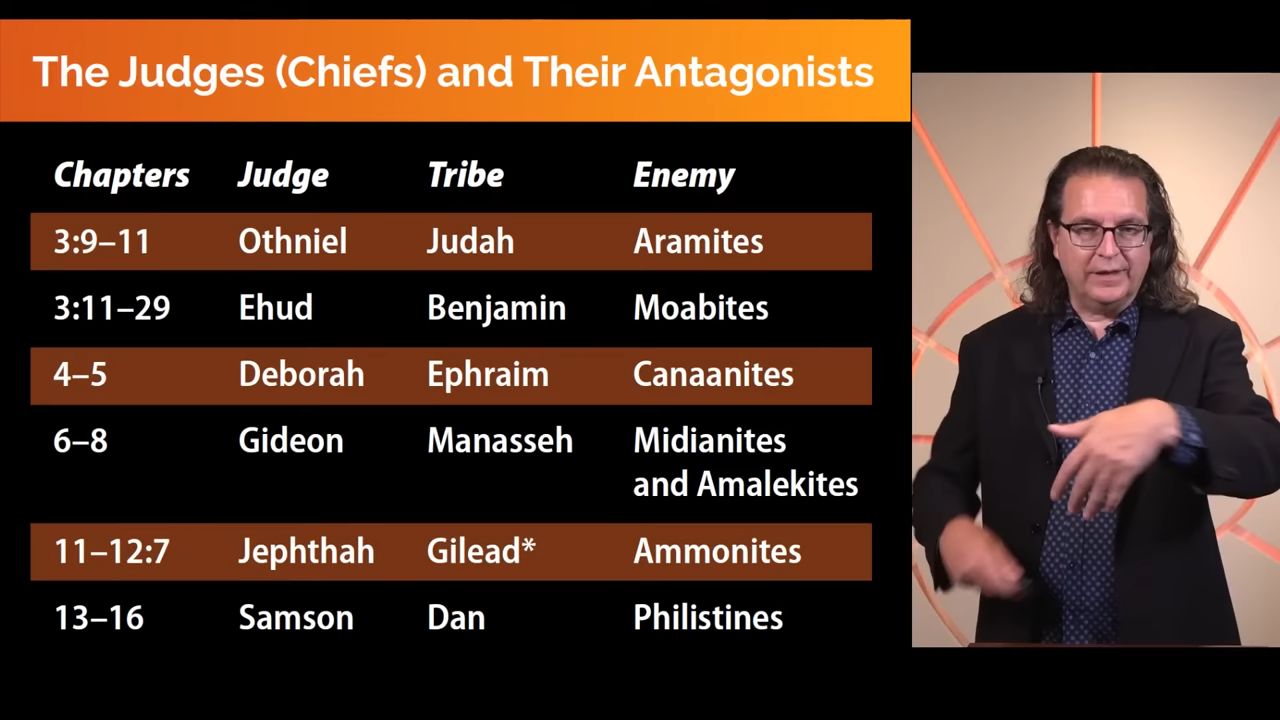 The Judges (Chiefs) and Their Antagonists
Chapters Judge Tribe Enemy
3:9–11 Othniel Judah Aramites
3:11–29 Ehud Benjamin Moabites
4–5 Deborah Ephraim Canaanites
6–8 Gideon Manasseh Midianites
and Amalekites
11–12:7 Jephthah Gilead* Ammonites
13–16 Samson Dan Philistines